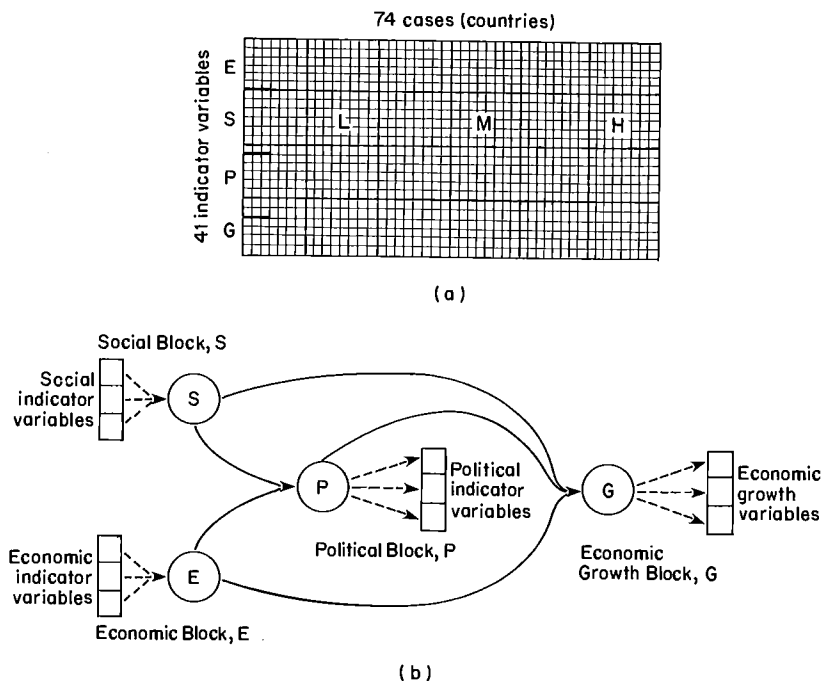 74 cases (countries)
41 indicator variables
E
S
P
G
L
M
H
(a)
Social Block, S
Social
indicator
variables
S
P
Political
indicator
variables
Political Block, P
G
Economic
growth
variables
Economic
Growth Block, G
Economic
indicator
variables
E
Economic Block, E
(b)